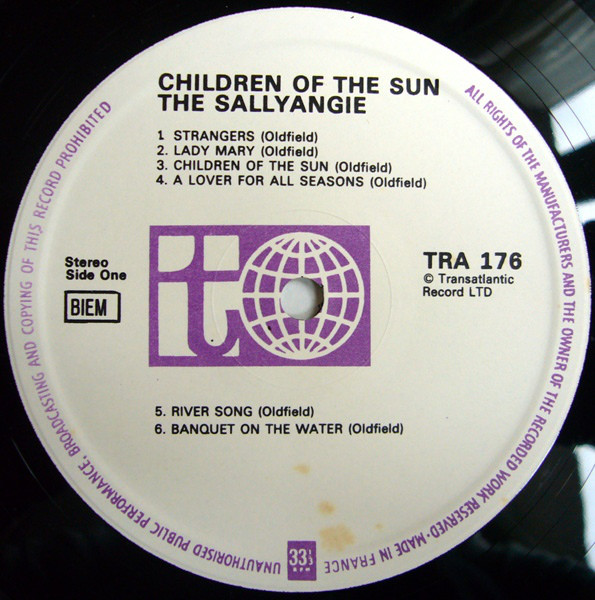 CHILDREN OF THE SUN
THE SALLYANGIE
1 STRANGERS (Oldfield)
2. LADY MARY (Oldfield)
3. CHILDREN OF THE SUN (Oldfield)
4. A LOVER FOR ALL SEASONS (Oldfield)
Stereo
Side One
BIEM
it
TRA 176
© Transatlantic
Record LTD
5. RIVER SONG (Oldfield)
6. BANQUET ON THE WATER (Oldfield)
ALL RIGHTS OF THE MANUFACTURERS AND THE OWNER OF THE RECORDED WORK RESERVED-MADE IN FRANCE
33⅓
RPM
UNAUTHORISED PUBLIC PERFORMANCE, BROADCASTING AND COPYING OF THIS RECORD PROHIBITED